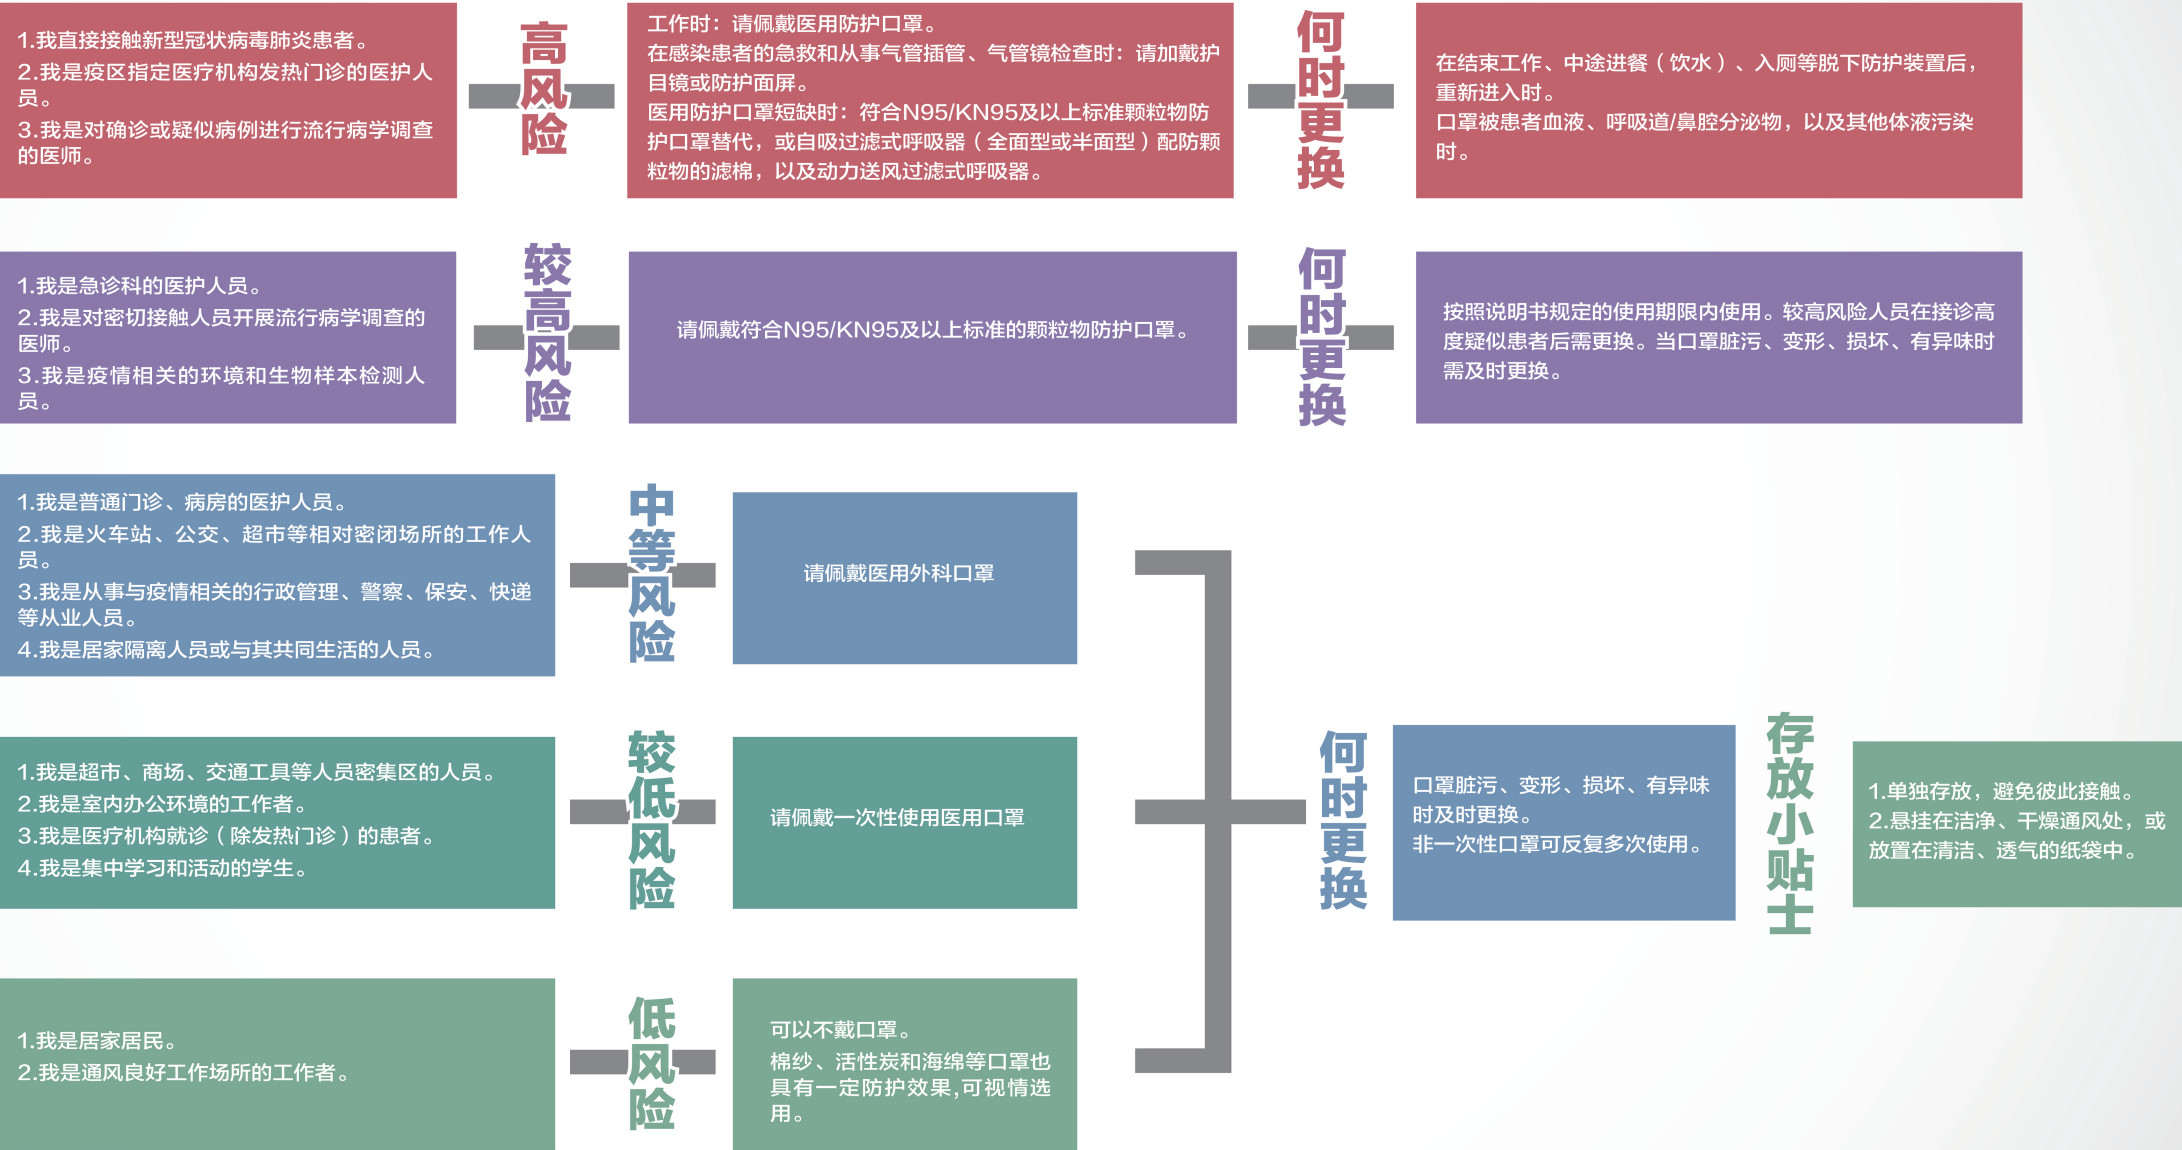 1.我直接接触新型冠状病毒肺炎患者。
2.我是疫区指定医疗机构发热门诊的医护人
员。
3.我是对确诊或疑似病例进行流行病学调查
的医师。
高风险
工作时：请佩戴医用防护口罩。
在感染患者的急救和从事气管插管、气管镜检查时：请加戴护
目镜或防护面屏。
医用防护口罩短缺时：符合N95/KN95及以上标准颗粒物防
护口罩替代，或自吸过滤式呼吸器（全面型或半面型）配防颗
粒物的滤棉，以及动力送风过滤式呼吸器。
何时更换
在结束工作、中途进餐（饮水）、入厕等脱下防护装置后，
重新进入时。
口罩被患者血液、呼吸道/鼻腔分泌物，以及其他体液污染
时。
1.我是急诊科的医护人员。
2.我是对密切接触人员开展流行病学调查的
医师。
3.我是疫情相关的环境和生物样本检测人
员。
较高风险
请佩戴符合N95/KN95及以上标准的颗粒物防护口罩。
何时更换
按照说明书规定的使用期限内使用。较高风险人员在接诊高
度疑似患者后需更换。当口罩脏污、变形、损坏、有异味时
需及时更换。
1.我是普通门诊、病房的医护人员。
2.我是火车站、公交、超市等相对密闭场所的工作人
员。
3.我是从事与疫情相关的行政管理、警察、保安、快递
等从业人员。
4.我是居家隔离人员或与其共同生活的人员。
中等风险
请佩戴医用外科口罩
1.我是超市、商场、交通工具等人员密集区的人员。
2.我是室内办公环境的工作者。
3.我是医疗机构就诊（除发热门诊）的患者。
4.我是集中学习和活动的学生。
较低风险
请佩戴一次性使用医用口罩
1.我是居家居民。
2.我是通风良好工作场所的工作者。
低风险
可以不戴口罩。
棉纱、活性炭和海绵等口罩也
具有一定防护效果,可视情选
用。
何时更换
口罩脏污、变形、损坏、有异味
时及时更换。
非一次性口罩可反复多次使用。
存放小贴士
1.单独存放，避免彼此接触。
2.悬挂在洁净、干燥通风处，或
放置在清洁、透气的纸袋中。